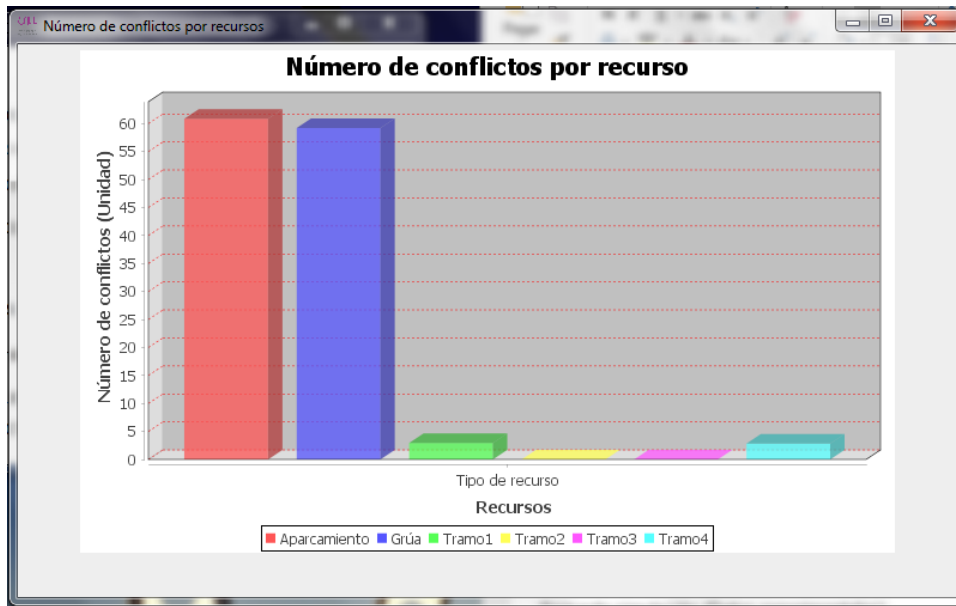 Número de conflictos por recursos
Número de conflictos por recurso
Número de conflictos (Unidad)
60
55
50
45
40
35
30
25
20
15
10
5
0
Tipo de recurso
Recursos
Aparcamiento Grúa Tramo1 Tramo2 Tramo3 Tramo4